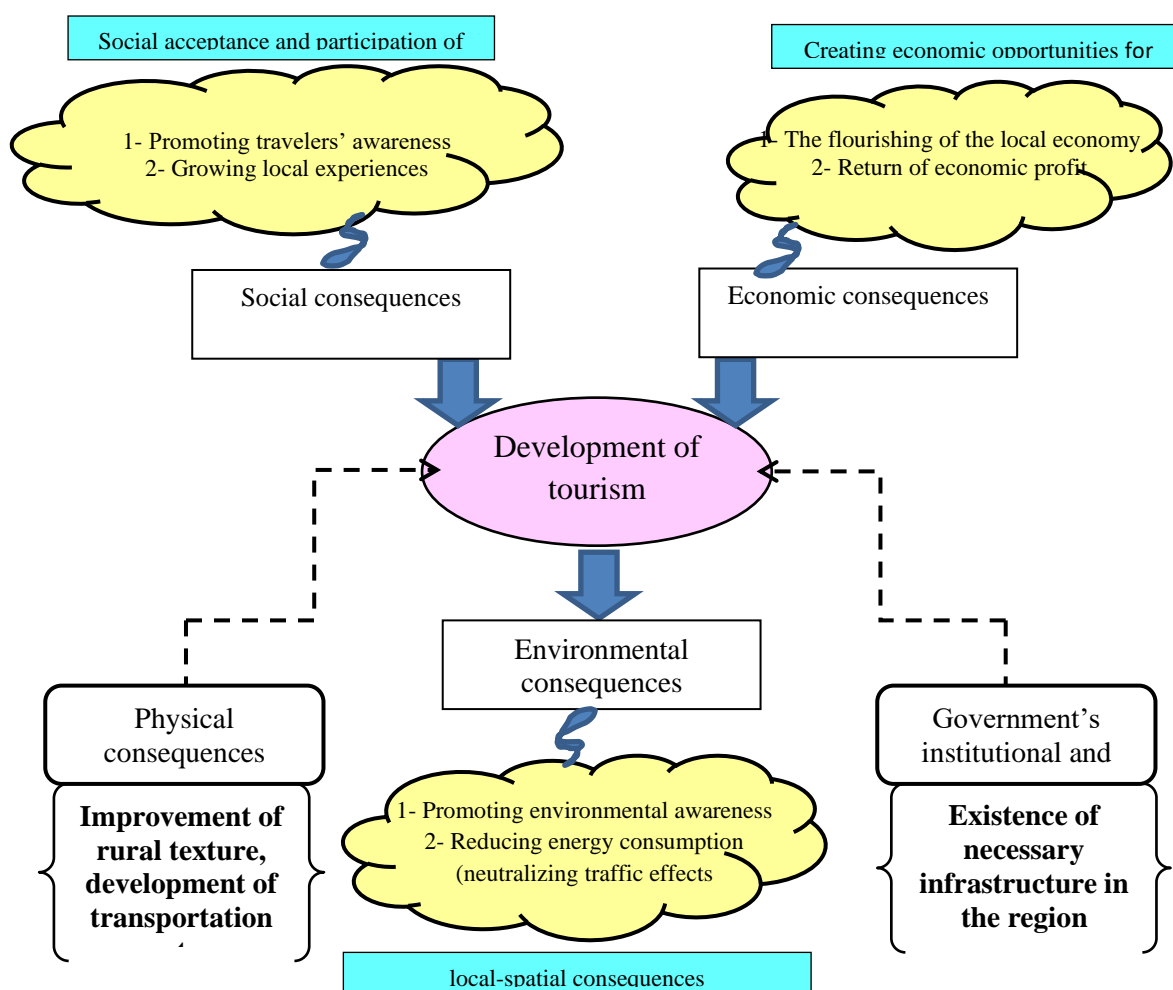 Social acceptance and participation of
Creating economic opportunities for
1- Promoting travelers’ awareness
2- Growing local experiences
1- The flourishing of the local economy
2- Return of economic profit
Social consequences
Economic consequences
Development of
tourism
Environmental
consequences
Physical
consequences
Government’s
institutional and
Improvement of
rural texture,
development of
transportation
1- Promoting environmental awareness
2- Reducing energy consumption
(neutralizing traffic effects
Existence of
necessary
infrastructure in
the region
local-spatial consequences